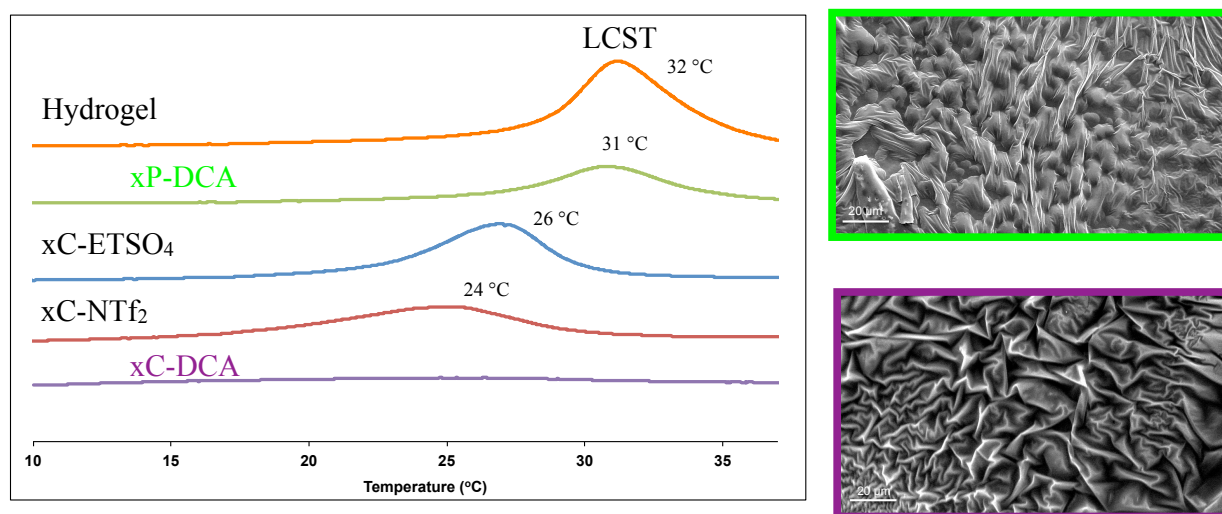 LCST
32 °C
Hydrogel
31 °C
xP-DCA
26 °C
xC-ETSO₄
24 °C
xC-NTf₂
xC-DCA
10 15 20 25 30 35
Temperature (°C)
20 µm
20 µm